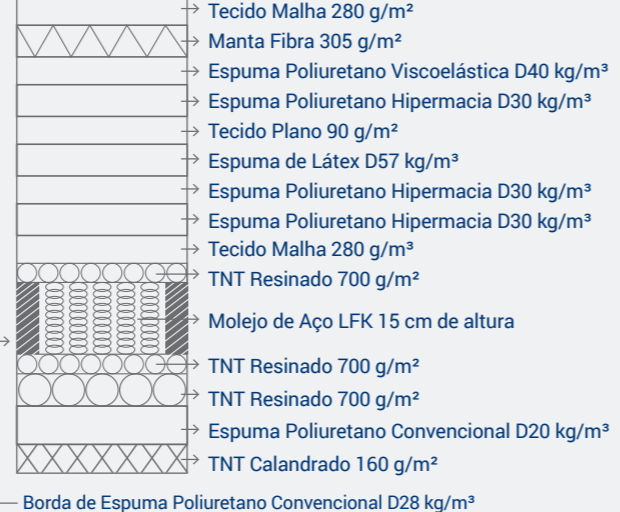 Tecido Malha 280 g/m²
Manta Fibra 305 g/m²
Espuma Poliuretano Viscoelástica D40 kg/m³
Espuma Poliuretano Hipermacia D30 kg/m³
Tecido Plano 90 g/m²
Espuma de Látex D57 kg/m³
Espuma Poliuretano Hipermacia D30 kg/m³
Espuma Poliuretano Hipermacia D30 kg/m³
Tecido Malha 280 g/m³
TNT Resinado 700 g/m²
Molejo de Aço LFK 15 cm de altura
TNT Resinado 700 g/m²
TNT Resinado 700 g/m²
Espuma Poliuretano Convencional D20 kg/m³
TNT Calandrado 160 g/m²
Borda de Espuma Poliuretano Convencional D28 kg/m³